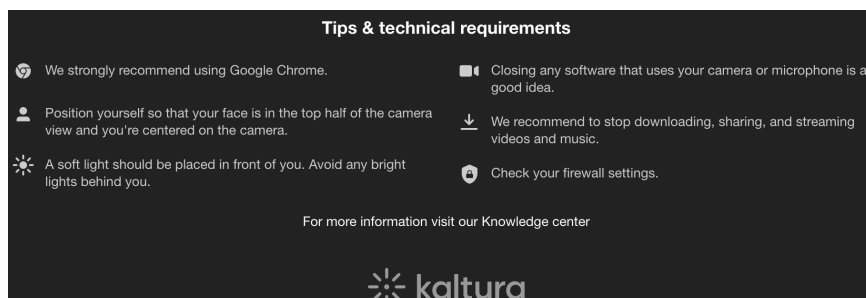 Tips & technical requirements
We strongly recommend using Google Chrome.
Position yourself so that your face is in the top half of the camera
view and you're centered on the camera.
A soft light should be placed in front of you. Avoid any bright
lights behind you.
Closing any software that uses your camera or microphone is a
good idea.
We recommend to stop downloading, sharing, and streaming
videos and music.
Check your firewall settings.
For more information visit our Knowledge center
kaltura